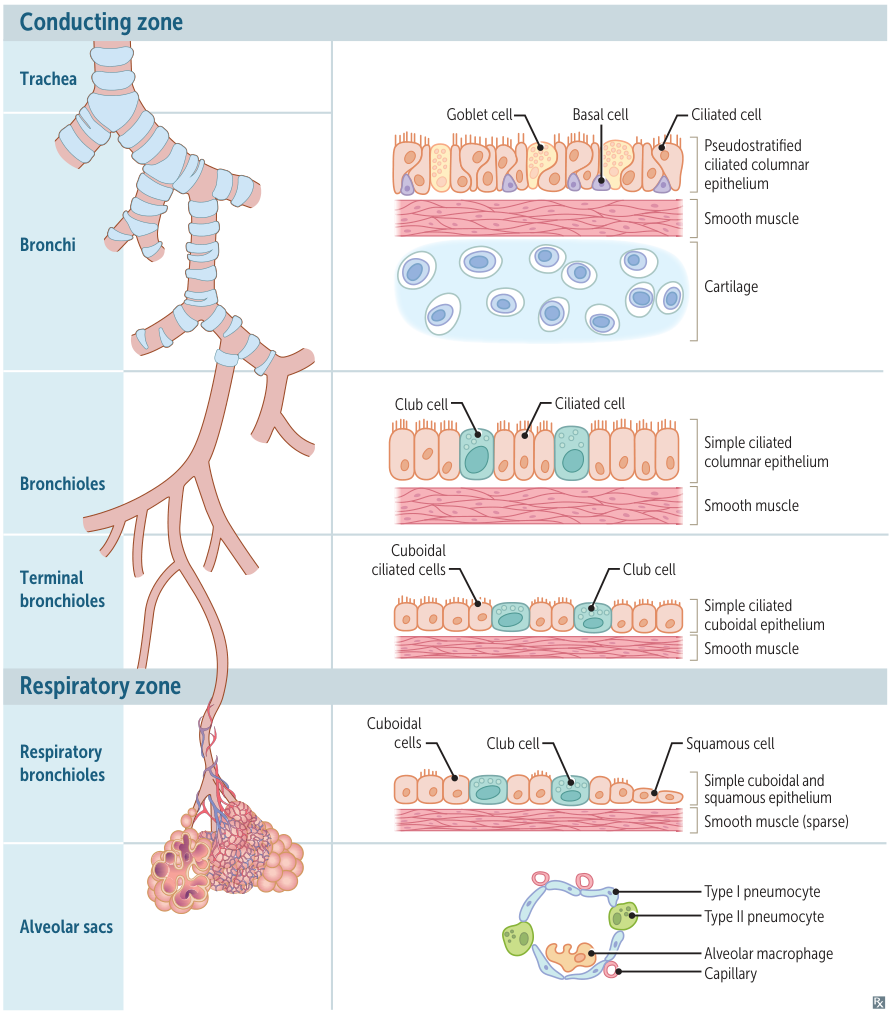 Conducting zone
Trachea
Goblet cell
Basal cell
Ciliated cell
Pseudostratified
ciliated columnar
epithelium
Smooth muscle
Bronchi
Cartilage
Club cell
Ciliated cell
Simple ciliated
columnar epithelium
Bronchioles
Smooth muscle
Cuboidal
ciliated cells
Club cell
Terminal
bronchioles
Simple ciliated
cuboidal epithelium
Smooth muscle
Respiratory zone
Cuboidal
cells
Club cell
Squamous cell
Respiratory
bronchioles
Simple cuboidal and
squamous epithelium
Smooth muscle (sparse)
Type I pneumocyte
Type II pneumocyte
Alveolar sacs
Alveolar macrophage
Capillary
Rx